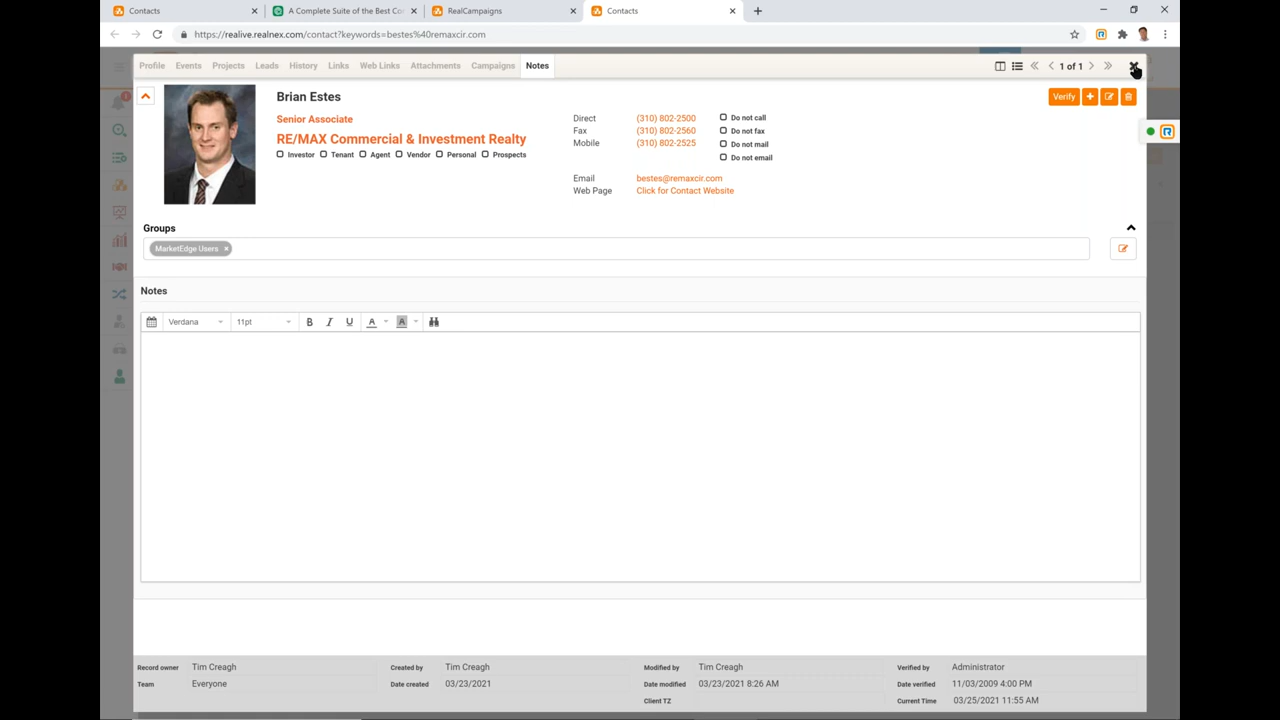 Contacts
A Complete Suite of the Best Co
RealCampaigns
Contacts
https://realive.realnex.com/contact?keywords=bestes%40remaxcir.com
Profile Events Projects Leads History Links Web Links Attachments Campaigns Notes
1 of 1
Brian Estes
Verify
Senior Associate
RE/MAX Commercial & Investment Realty
Investor Tenant Agent Vendor Personal Prospects
Direct (310) 802-2500
Fax (310) 802-2560
Mobile (310) 802-2525
Do not call
Do not fax
Do not mail
Do not email
Email bestes@remaxcir.com
Web Page Click for Contact Website
Groups
MarketEdge Users
Notes
Verdana 11pt B I U A A
Record owner Tim Creagh Created by Tim Creagh Modified by Tim Creagh Verified by Administrator
Team Everyone Date created 03/23/2021 Date modified 03/23/2021 8:26 AM Date verified 11/03/2009 4:00 PM
Client TZ Current Time 03/25/2021 11:55 AM